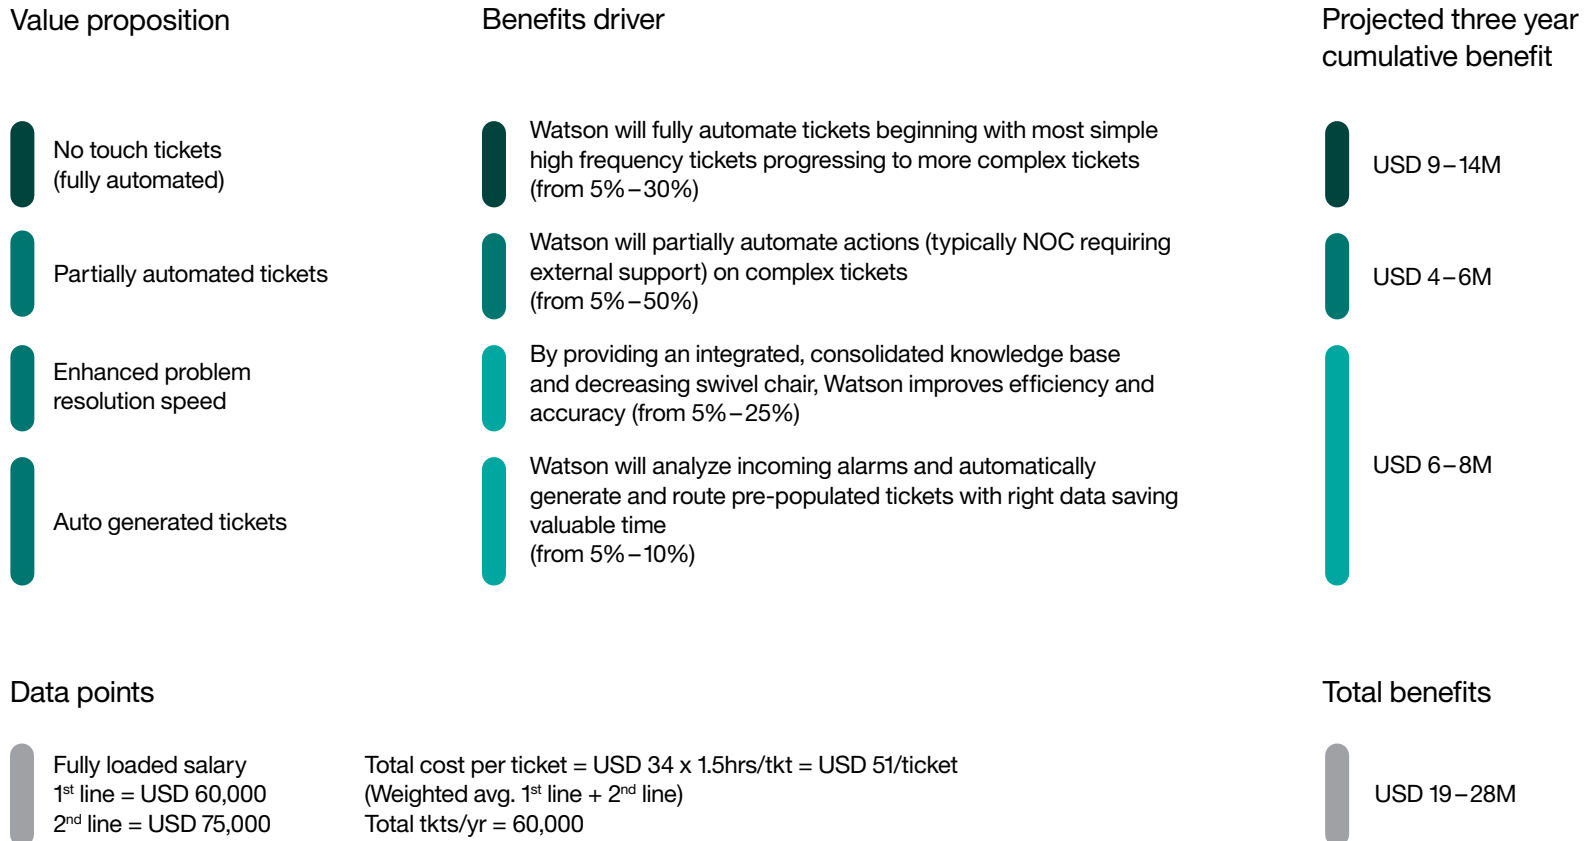 Value proposition
Benefits driver
Projected three year
cumulative benefit
No touch tickets
(fully automated)
Watson will fully automate tickets beginning with most simple
high frequency tickets progressing to more complex tickets
(from 5%–30%)
USD 9–14M
Partially automated tickets
Watson will partially automate actions (typically NOC requiring
external support) on complex tickets
(from 5%–50%)
USD 4–6M
Enhanced problem
resolution speed
By providing an integrated, consolidated knowledge base
and decreasing swivel chair, Watson improves efficiency and
accuracy (from 5%–25%)
Auto generated tickets
Watson will analyze incoming alarms and automatically
generate and route pre-populated tickets with right data saving
valuable time
(from 5%–10%)
USD 6–8M
Data points
Fully loaded salary
1st line = USD 60,000
2nd line = USD 75,000
Total cost per ticket = USD 34 x 1.5hrs/tkt = USD 51/ticket
(Weighted avg. 1st line + 2nd line)
Total tkts/yr = 60,000
Total benefits
USD 19–28M